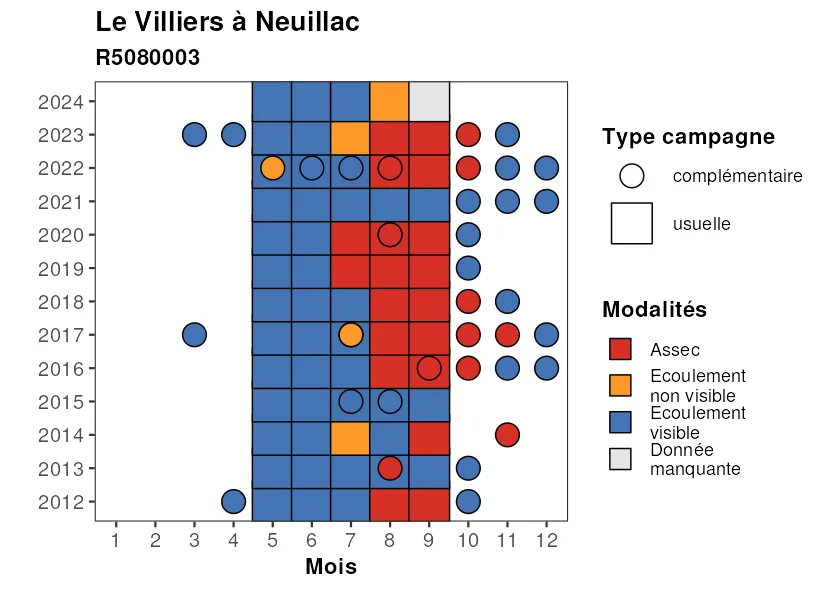 Le Villiers à Neuillac
R5080003
2024
2023
2022
2021
2020
2019
2018
2017
2016
2015
2014
2013
2012
1 2 3 4 5 6 7 8 9 10 11 12
Mois
Type campagne
complémentaire
usuelle
Modalités
Assec
Ecoulement
non visible
Ecoulement
visible
Donnée
manquante